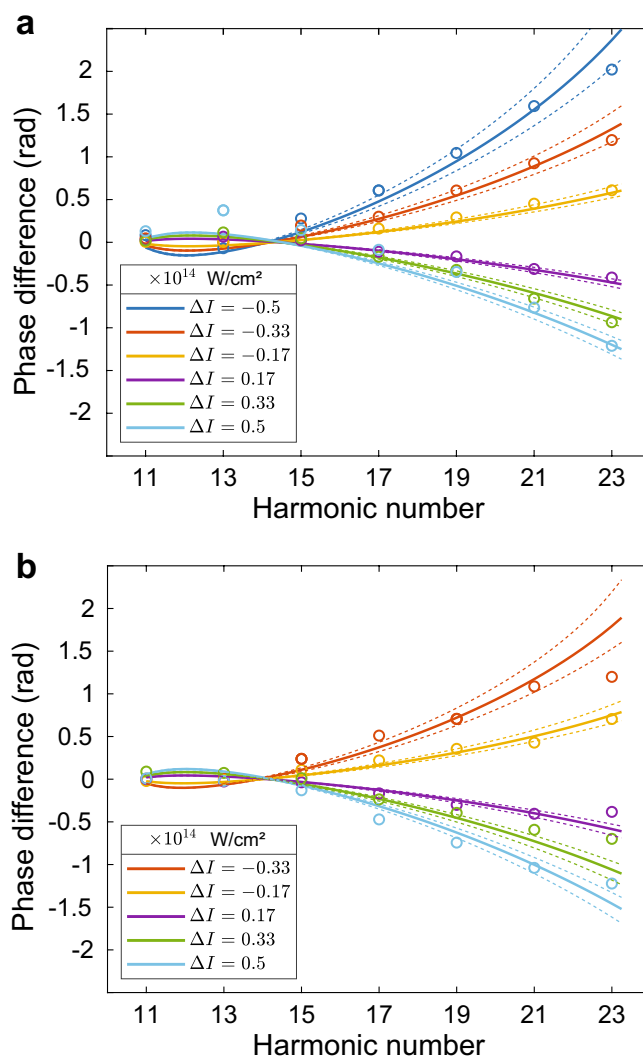 a
2
1.5
1
0.5
0
-0.5
-1
-1.5
-2
Phase difference (rad)
×10¹⁴ W/cm²
ΔI = −0.5
ΔI = −0.33
ΔI = −0.17
ΔI = 0.17
ΔI = 0.33
ΔI = 0.5
11 13 15 17 19 21 23
Harmonic number
b
2
1.5
1
0.5
0
-0.5
-1
-1.5
-2
Phase difference (rad)
×10¹⁴ W/cm²
ΔI = −0.33
ΔI = −0.17
ΔI = 0.17
ΔI = 0.33
ΔI = 0.5
11 13 15 17 19 21 23
Harmonic number